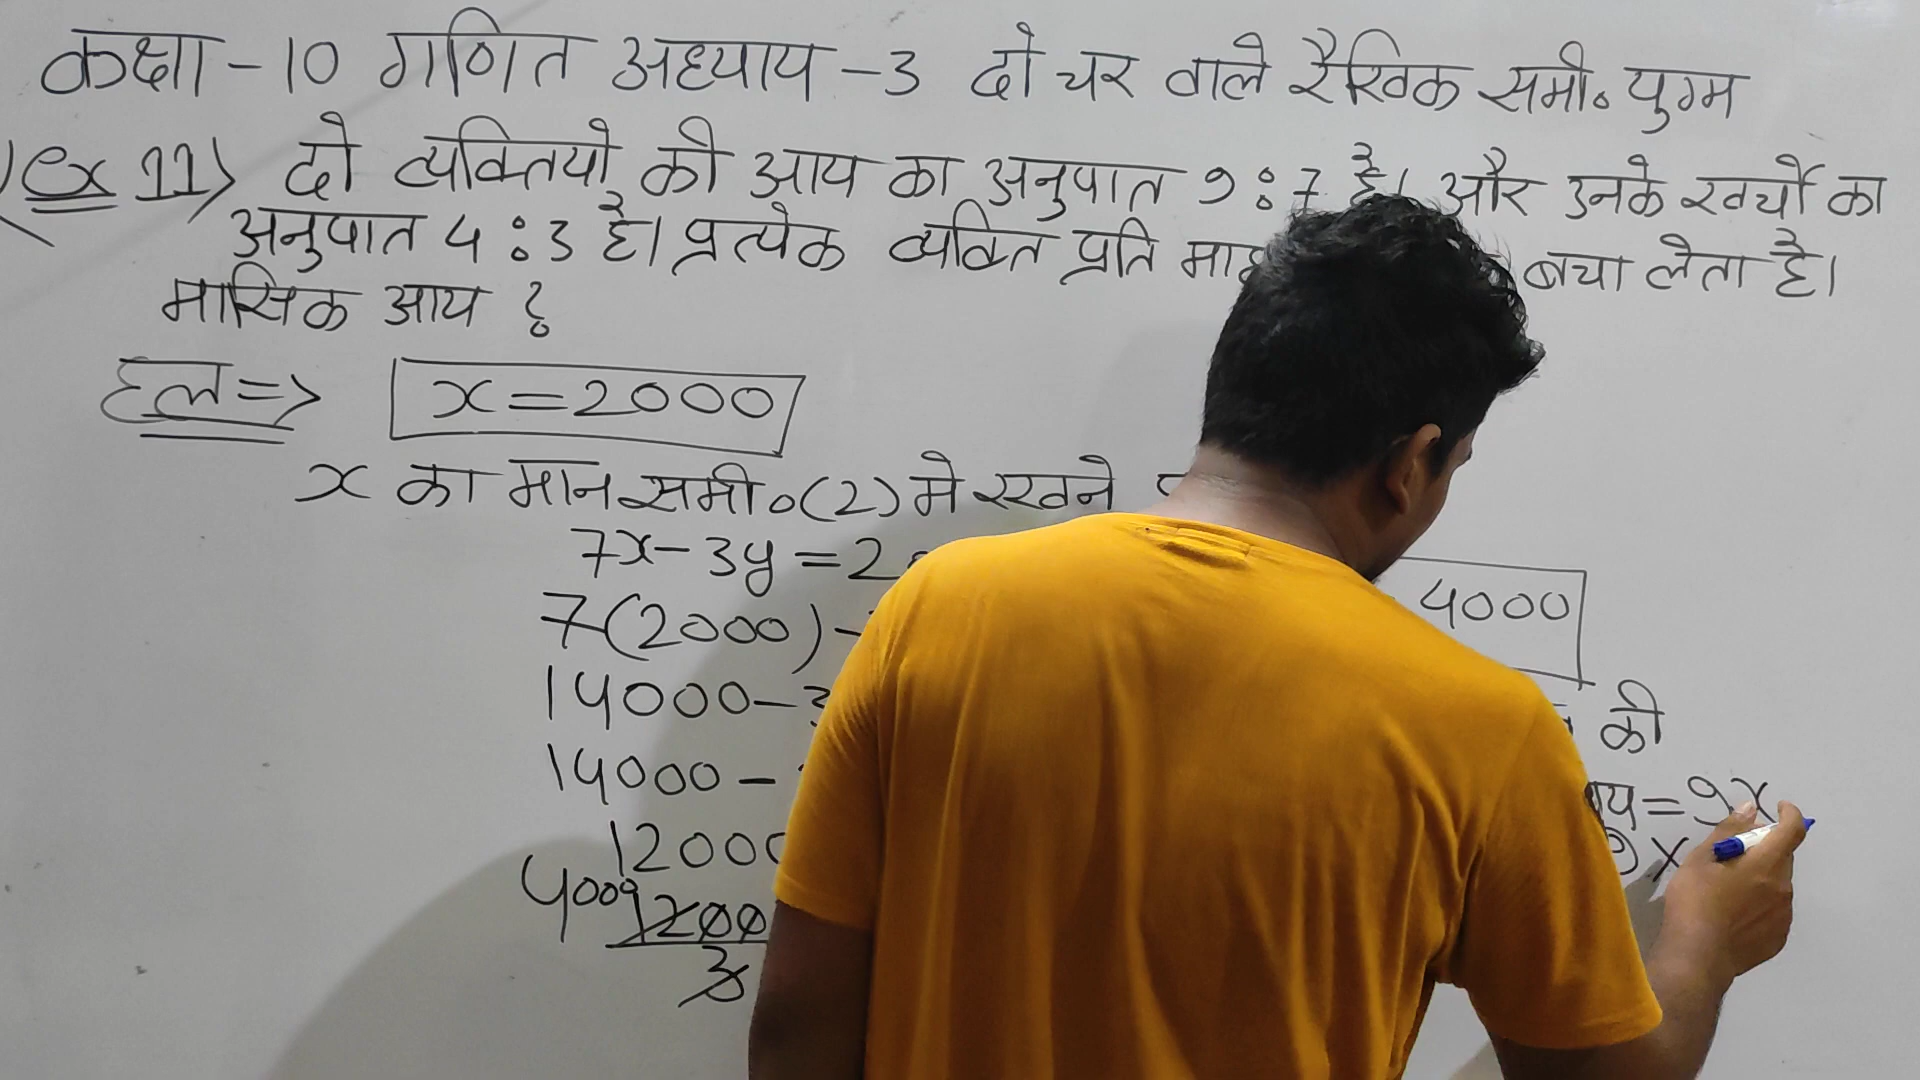 कक्षा -10 गणित अध्याय -3 दो चर वाले रैखिक समी० युग्म
(ex 11) दो व्यक्तियो की आय का अनुपात 9:7 है। और उनके खर्चों का
अनुपात 4:3 है। प्रत्येक व्यक्ति प्रति बचा लेता है।
मासिक आय ?
हल => x=2000
x का मान समी०(2) मे रखने
7x-3y=2
7(2000)-
14000-3
14000-
12000
4000 1200
3
4000
की
=9x
9x